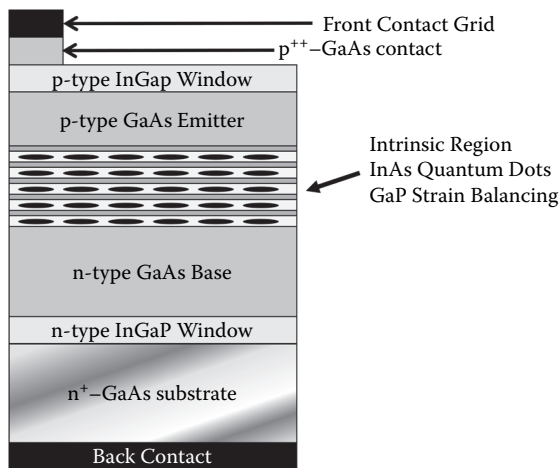 Front Contact Grid
p++–GaAs contact
p-type InGap Window
p-type GaAs Emitter
Intrinsic Region
InAs Quantum Dots
GaP Strain Balancing
n-type GaAs Base
n-type InGaP Window
n+–GaAs substrate
Back Contact